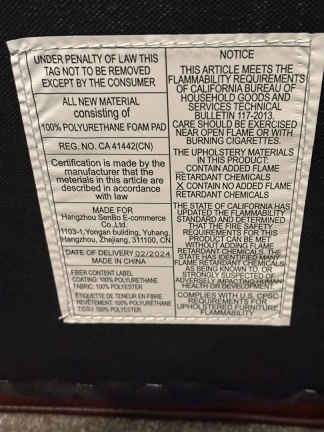 UNDER PENALTY OF LAW THIS
TAG NOT TO BE REMOVED
EXCEPT BY THE CONSUMER
ALL NEW MATERIAL
consisting of
100% POLYURETHANE FOAM PAD
REG. NO. CA 41442(CN)
Certification is made by the
manufacturer that the
materials in this article are
described in accordance
with law
MADE FOR
Hangzhou SenBo E-commerce
Co.,Ltd.
1103-1,Yongan building, Yuhang,
Hangzhou, Zhejiang, 311100, CN
DATE OF DELIVERY 02/2024
MADE IN CHINA
FIBER CONTENT LABEL
COATING: 100% POLYURETHANE
FABRIC: 100% POLYESTER
ÉTIQUETTE DE TENEUR EN FIBRE
REVÊTEMENT: 100% POLYURÉTHANE
TISSU: 100% POLYESTER
NOTICE
THIS ARTICLE MEETS THE
FLAMMABILITY REQUIREMENTS
OF CALIFORNIA BUREAU OF
HOUSEHOLD GOODS AND
SERVICES TECHNICAL
BULLETIN 117-2013.
CARE SHOULD BE EXERCISED
NEAR OPEN FLAME OR WITH
BURNING CIGARETTES.
THE UPHOLSTERY MATERIALS
IN THIS PRODUCT:
CONTAIN ADDED FLAME
RETARDANT CHEMICALS
X CONTAIN NO ADDED FLAME
RETARDANT CHEMICALS
THE STATE OF CALIFORNIA HAS
UPDATED THE FLAMMABILITY
STANDARD AND DETERMINED
THAT THE FIRE SAFETY
REQUIREMENTS FOR THIS
PRODUCT CAN BE MET
WITHOUT ADDING FLAME
RETARDANT CHEMICALS. THE
STATE HAS IDENTIFIED MANY
FLAME RETARDANT CHEMICALS
AS BEING KNOWN TO, OR
STRONGLY SUSPECTED OF,
ADVERSELY IMPACTING HUMAN
HEALTH OR DEVELOPMENT.
COMPLIES WITH U.S. CPSC
REQUIREMENTS FOR
UPHOLSTERED FURNITURE
FLAMMABILITY